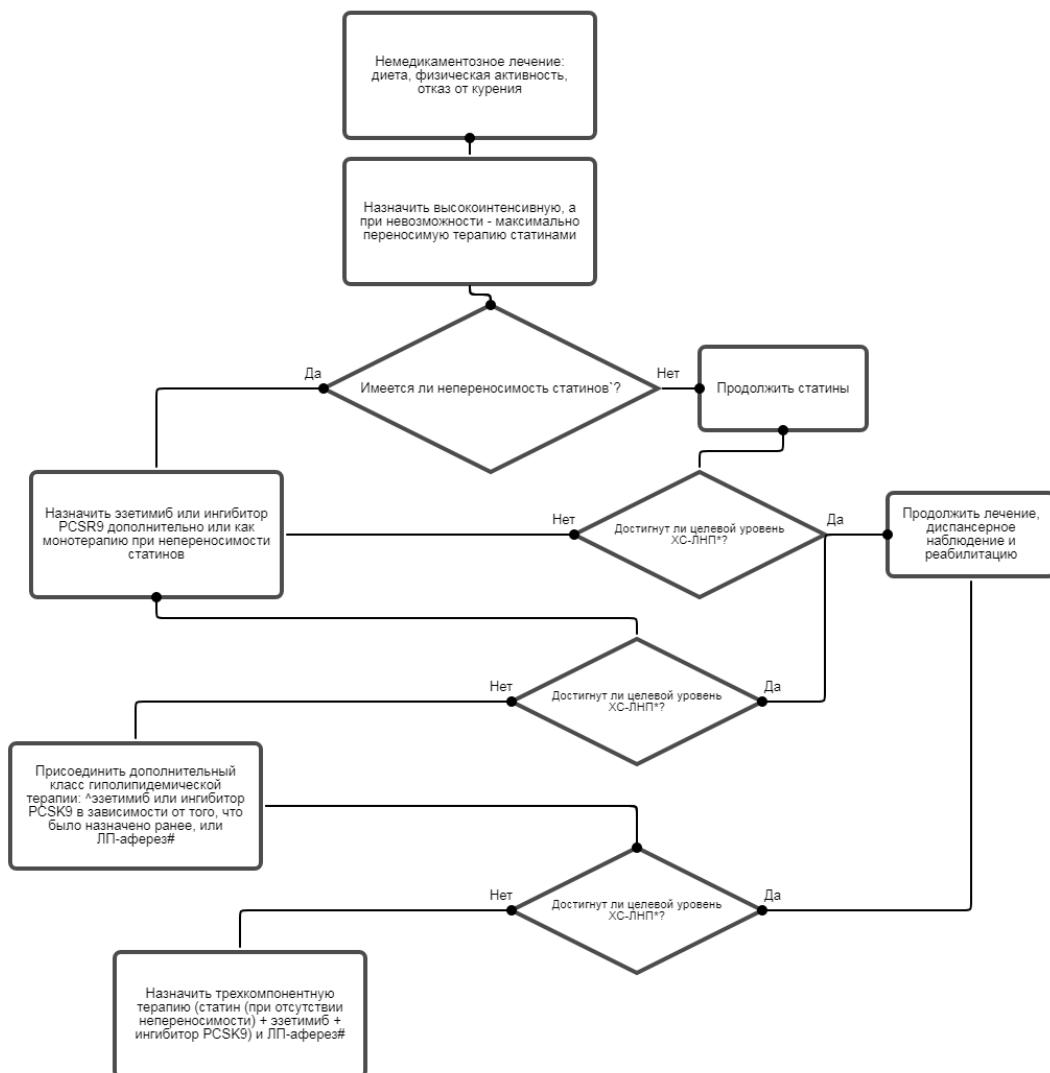 Немедикаментозное лечение:
диета, физическая активность,
отказ от курения
Назначить высокоинтенсивную, а
при невозможности - максимально
переносимую терапию статинами
Да
Имеется ли непереносимость статинов`?
Нет
Продолжить статины
Назначить эзетимиб или ингибитор
PCSR9 дополнительно или как
монотерапию при непереносимости
статинов
Нет
Достигнут ли целевой уровень
ХС-ЛНП*?
Да
Продолжить лечение,
диспансерное
наблюдение и
реабилитацию
Нет
Достигнут ли целевой уровень
ХС-ЛНП*?
Да
Присоединить дополнительный
класс гиполипидемической
терапии: ^эзетимиб или ингибитор
PCSK9 в зависимости от того, что
было назначено ранее, или
ЛП-аферез#
Нет
Достигнут ли целевой уровень
ХС-ЛНП*?
Да
Назначить трехкомпонентную
терапию (статин (при отсутствии
непереносимости) + эзетимиб +
ингибитор PCSK9) и ЛП-аферез#